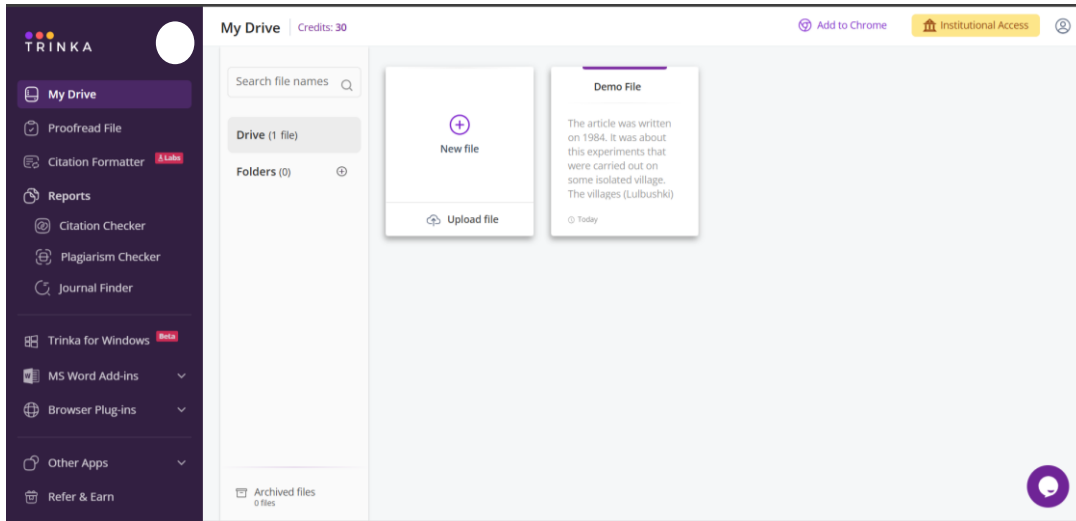 TRINKA
My Drive
Proofread File
Citation Formatter Labs
Reports
Citation Checker
Plagiarism Checker
Journal Finder
Trinka for Windows Beta
MS Word Add-ins
Browser Plug-ins
Other Apps
Refer & Earn
My Drive Credits: 30
Add to Chrome
Institutional Access
Search file names
Drive (1 file)
Folders (0)
Archived files
0 files
New file
Upload file
Demo File
The article was written
on 1984. It was about
this experiments that
were carried out on
some isolated village.
The villages (Lulbushki)
Today